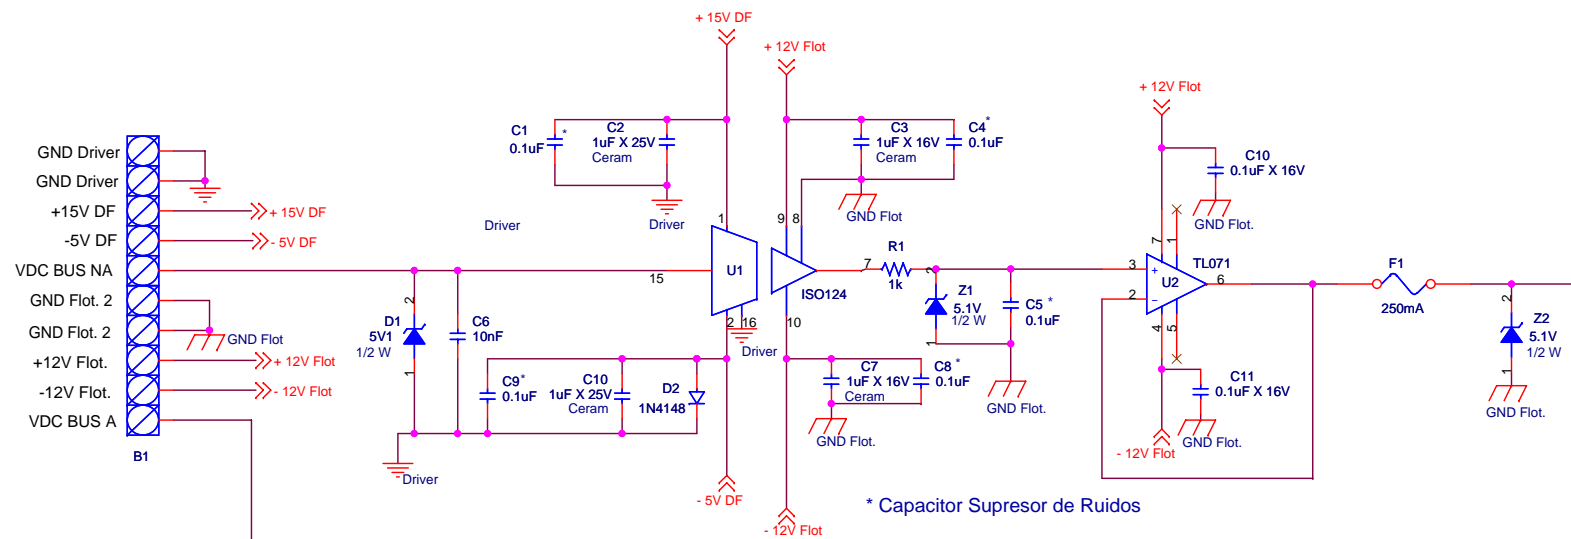 GND Driver
GND Driver
+15V DF
-5V DF
VDC BUS NA
GND Flot. 2
GND Flot. 2
+12V Flot.
-12V Flot.
VDC BUS A
B1
+ 15V DF
- 5V DF
GND Flot
+ 12V Flot
- 12V Flot
D1
5V1
1/2 W
2
1
C6
10nF
Driver
C1
*
0.1uF
C2
1uF X 25V
Ceram
Driver
Driver
C9*
0.1uF
C10
1uF X 25V
Ceram
D2
1N4148
+ 15V DF
1
15
U1
2
16
Driver
- 5V DF
+ 12V Flot
9
8
ISO124
7
10
- 12V Flot
C3
1uF X 16V
Ceram
C4*
0.1uF
GND Flot
C7
1uF X 16V
Ceram
C8 *
0.1uF
GND Flot.
R1
1k
Z1
5.1V
1/2 W
2
1
C5 *
0.1uF
GND Flot.
+ 12V Flot
C10
0.1uF X 16V
GND Flot.
7
1
TL071
3
+
U2
6
2
−
4
5
C11
0.1uF X 16V
GND Flot.
- 12V Flot
F1
250mA
2
Z2
5.1V
1/2 W
1
GND Flot.
* Capacitor Supresor de Ruidos